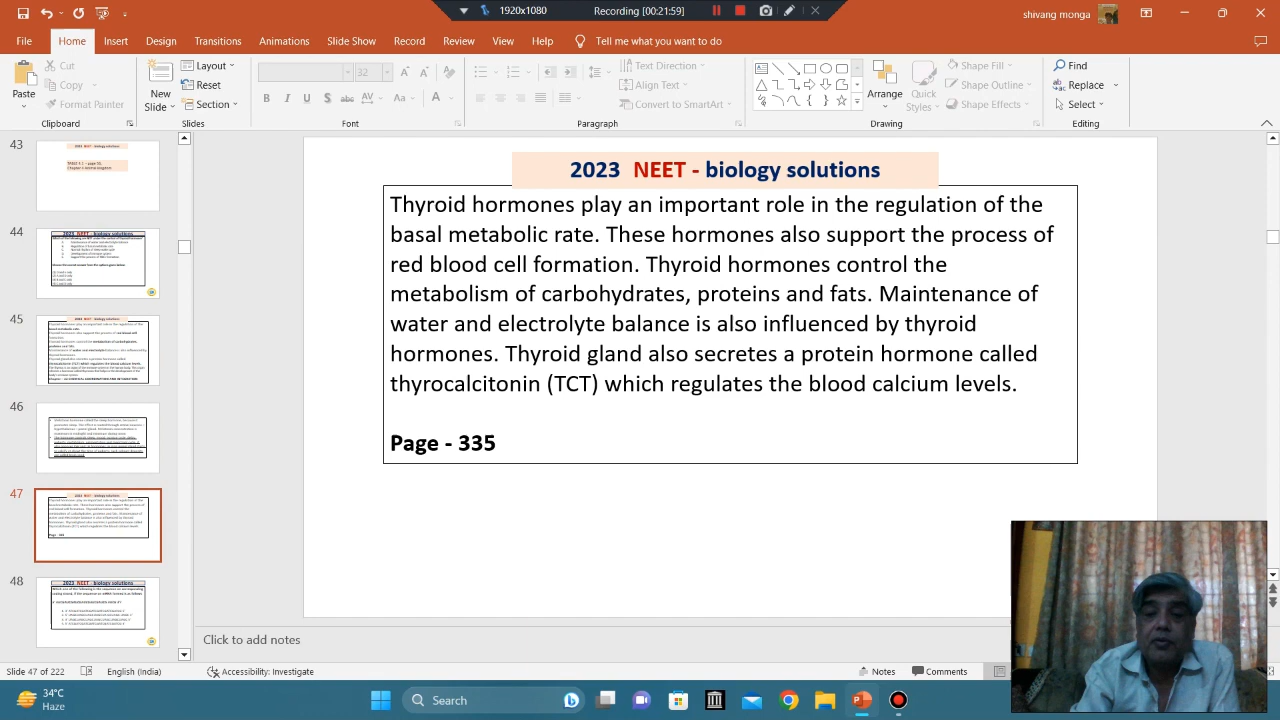 1920x1080
Recording [00:21:59]
shivang monga
File
Home
Insert
Design
Transitions
Animations
Slide Show
Record
Review
View
Help
Tell me what you want to do
Paste
Cut
Copy
Format Painter
Clipboard
New Slide
Layout
Reset
Section
Slides
32
Font
Text Direction
Align Text
Convert to SmartArt
Paragraph
Arrange
Quick Styles
Shape Fill
Shape Outline
Shape Effects
Drawing
Find
Replace
Select
Editing
43
44
45
46
47
48
2023 NEET - biology solutions
Thyroid hormones play an important role in the regulation of the
basal metabolic rate. These hormones also support the process of
red blood cell formation. Thyroid hormones control the
metabolism of carbohydrates, proteins and fats. Maintenance of
water and electrolyte balance is also influenced by thyroid
hormones. Thyroid gland also secretes a protein hormone called
thyrocalcitonin (TCT) which regulates the blood calcium levels.
Page - 335
Click to add notes
Slide 47 of 222
English (India)
Accessibility: Investigate
Notes
Comments
34°C
Haze
Search